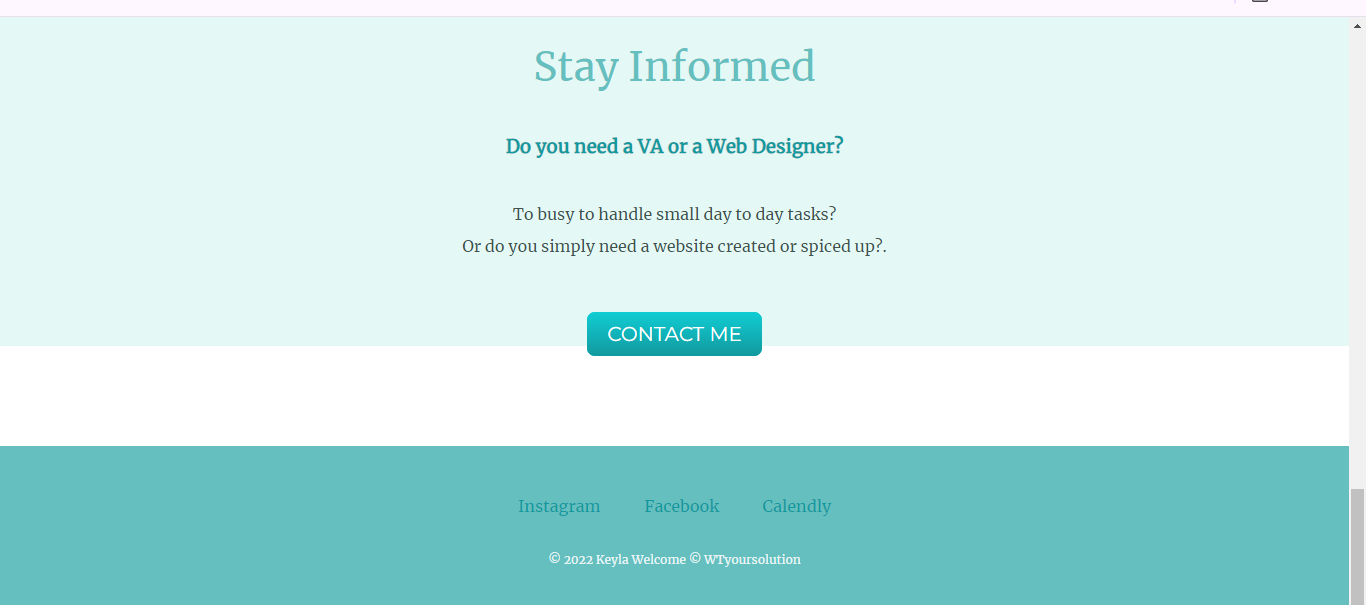 Stay Informed
Do you need a VA or a Web Designer?
To busy to handle small day to day tasks?
Or do you simply need a website created or spiced up?.
CONTACT ME
Instagram Facebook Calendly
© 2022 Keyla Welcome © WTyoursolution